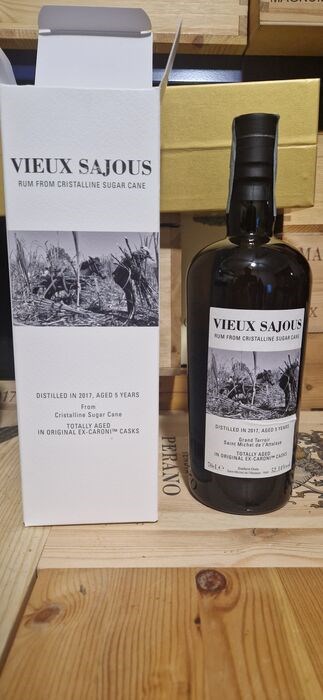 MAGNUM
VIEUX SAJOUS
RUM FROM CRISTALLINE SUGAR CANE
DISTILLED IN 2017, AGED 5 YEARS
From
Cristalline Sugar Cane
TOTALLY AGED
IN ORIGINAL EX-CARONI™ CASKS
VIEUX SAJOUS
RUM FROM CRISTALLINE SUGAR CANE
DISTILLED IN 2017, AGED 5 YEARS
Grand Terroir
Saint Michel de l'Attalaye
TOTALLY AGED
IN ORIGINAL EX-CARONI™ CASKS
PERANO